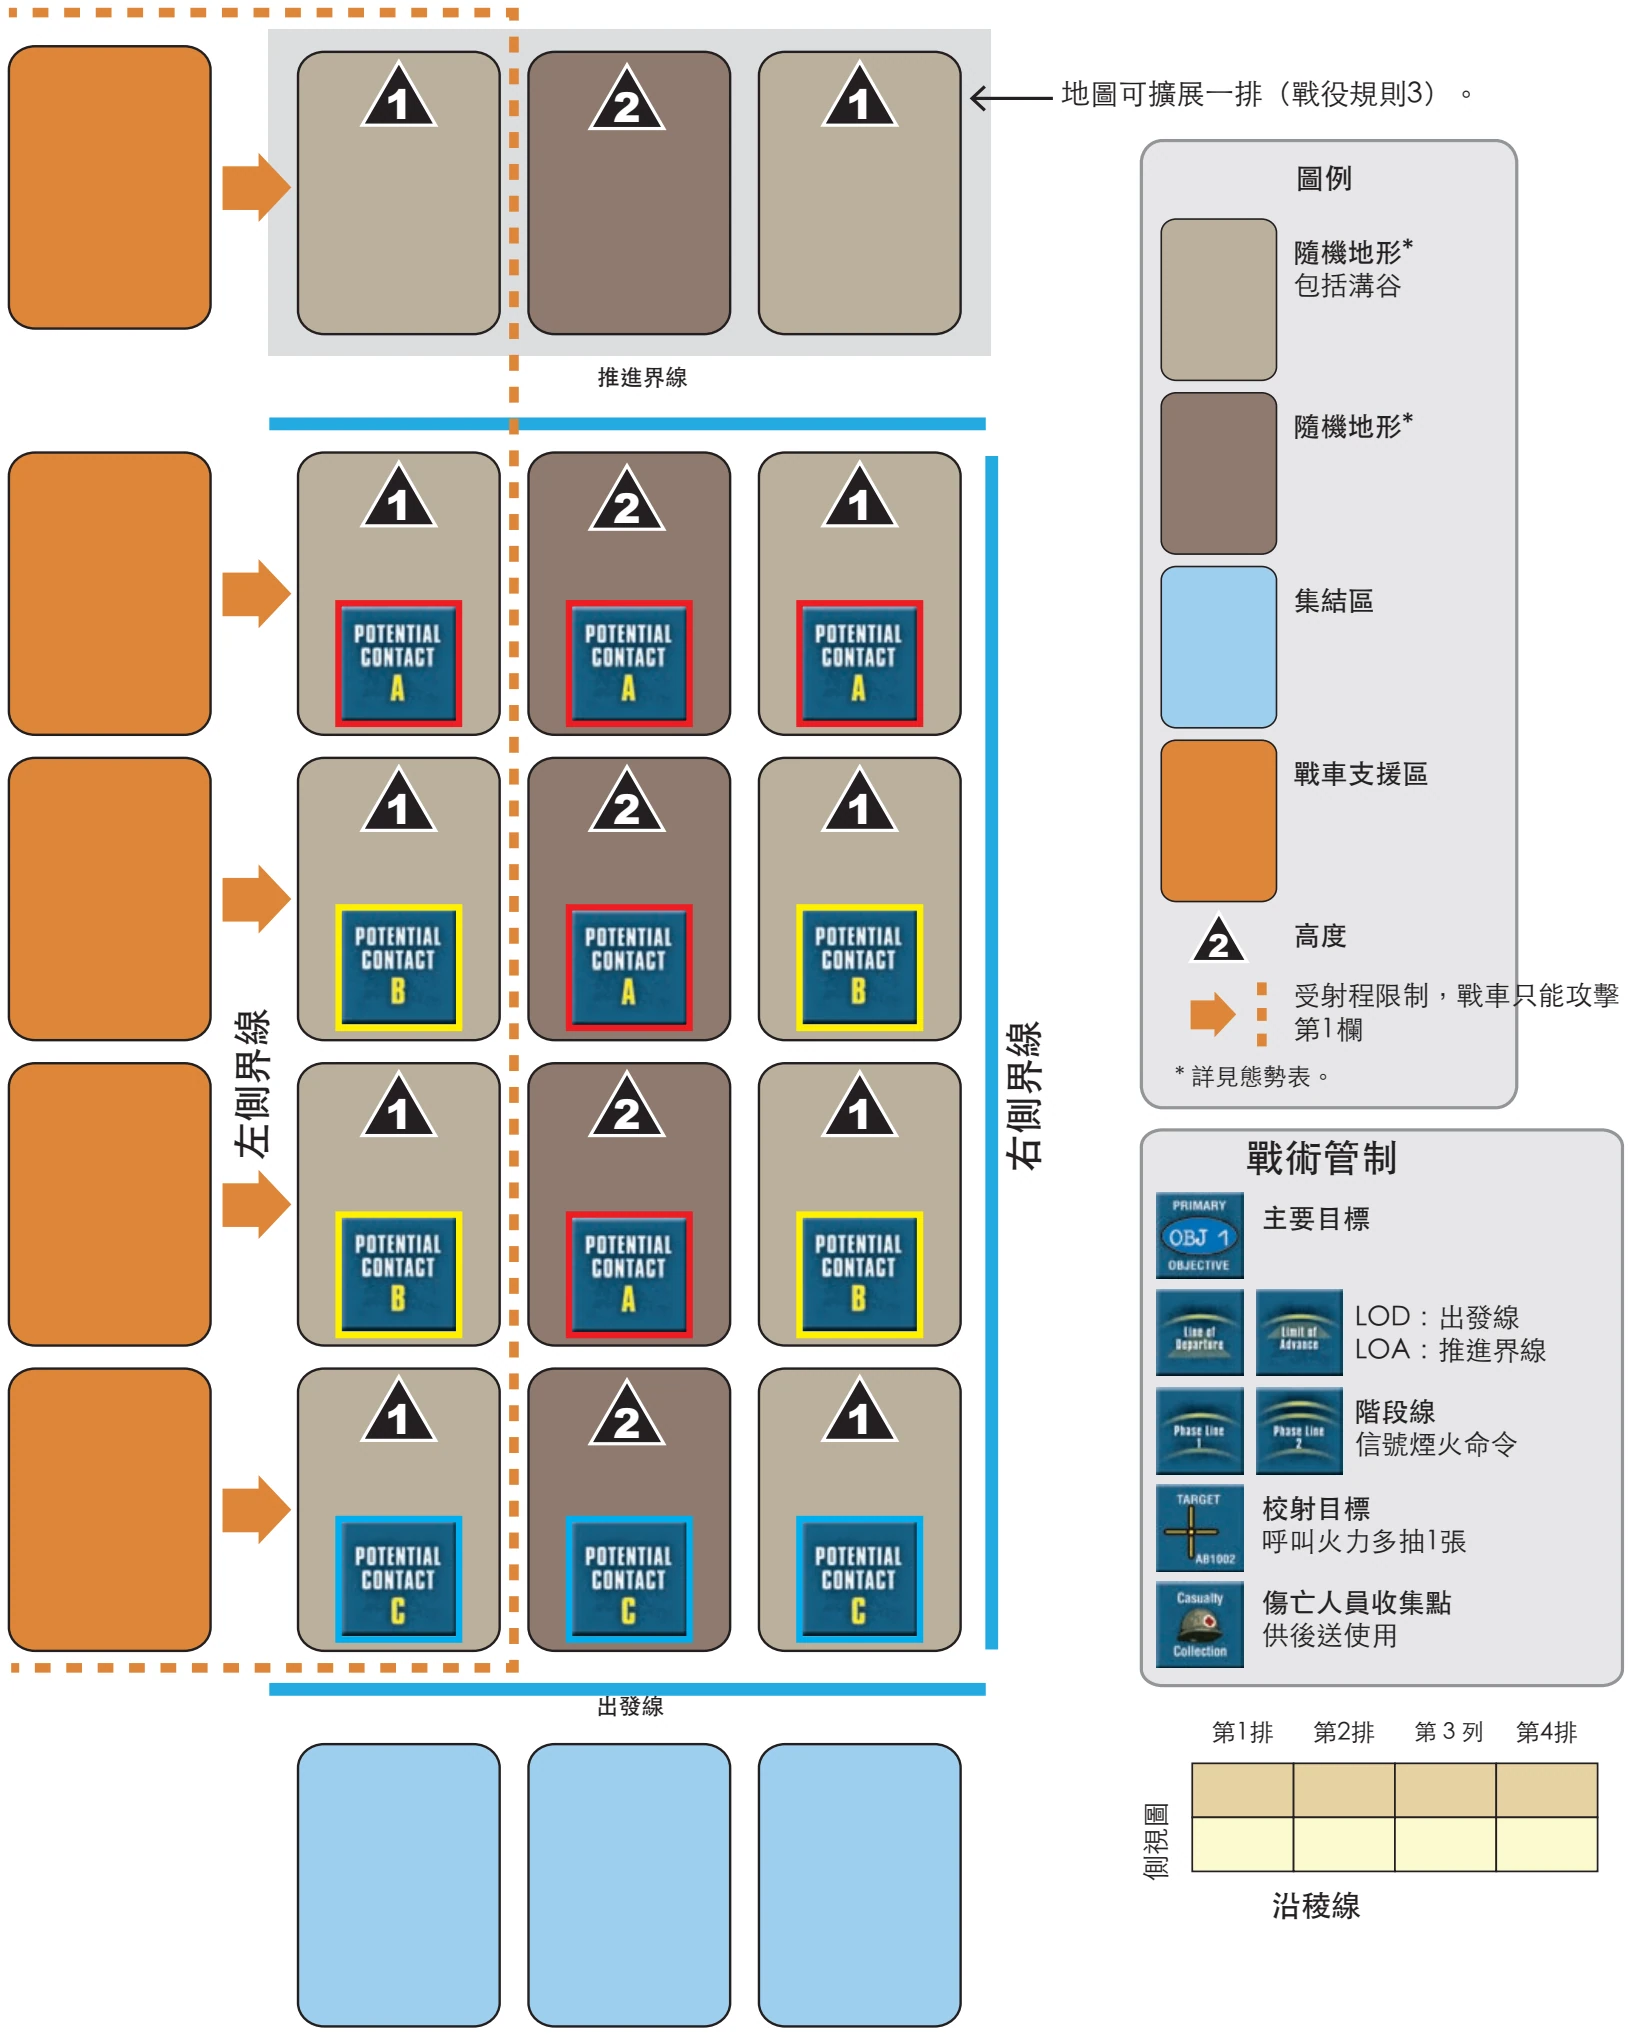 1
2
1
地圖可擴展一排（戰役規則3）。
推進界線
1
2
1
POTENTIAL
CONTACT
A
POTENTIAL
CONTACT
A
POTENTIAL
CONTACT
A
1
2
1
POTENTIAL
CONTACT
B
POTENTIAL
CONTACT
A
POTENTIAL
CONTACT
B
左側界線
右側界線
1
2
1
POTENTIAL
CONTACT
B
POTENTIAL
CONTACT
A
POTENTIAL
CONTACT
B
1
2
1
POTENTIAL
CONTACT
C
POTENTIAL
CONTACT
C
POTENTIAL
CONTACT
C
出發線
圖例
隨機地形*
包括溝谷
隨機地形*
集結區
戰車支援區
2
高度
受射程限制，戰車只能攻擊
第1欄
* 詳見態勢表。
戰術管制
PRIMARY
OBJ 1
OBJECTIVE
主要目標
Line of
Departure
Limit of
Advance
LOD：出發線
LOA：推進界線
Phase Line
1
Phase Line
2
階段線
信號煙火命令
TARGET
AB1002
校射目標
呼叫火力多抽1張
Casualty
Collection
傷亡人員收集點
供後送使用
第1排 第2排 第 3 列 第4排
側視圖
沿稜線